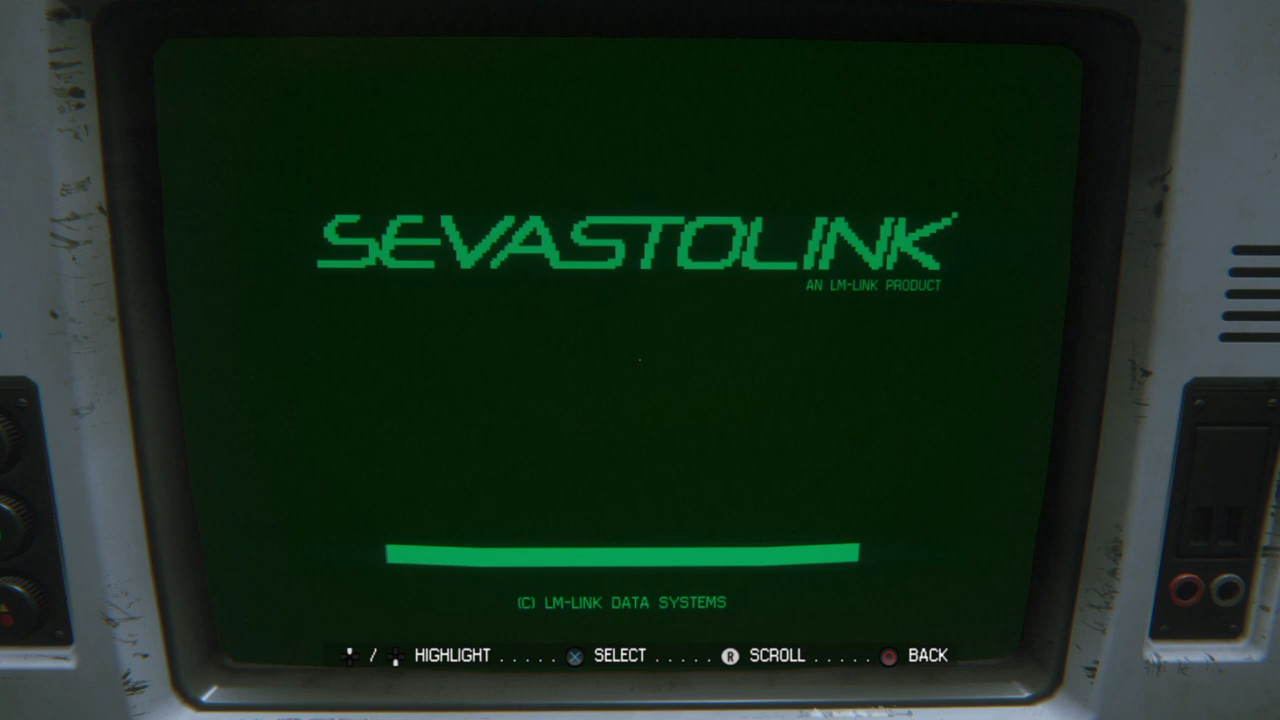 SEVASTOLINK
AN LM-LINK PRODUCT
(C) LM-LINK DATA SYSTEMS
/ HIGHLIGHT . . . . . SELECT . . . . . R SCROLL . . . . . BACK